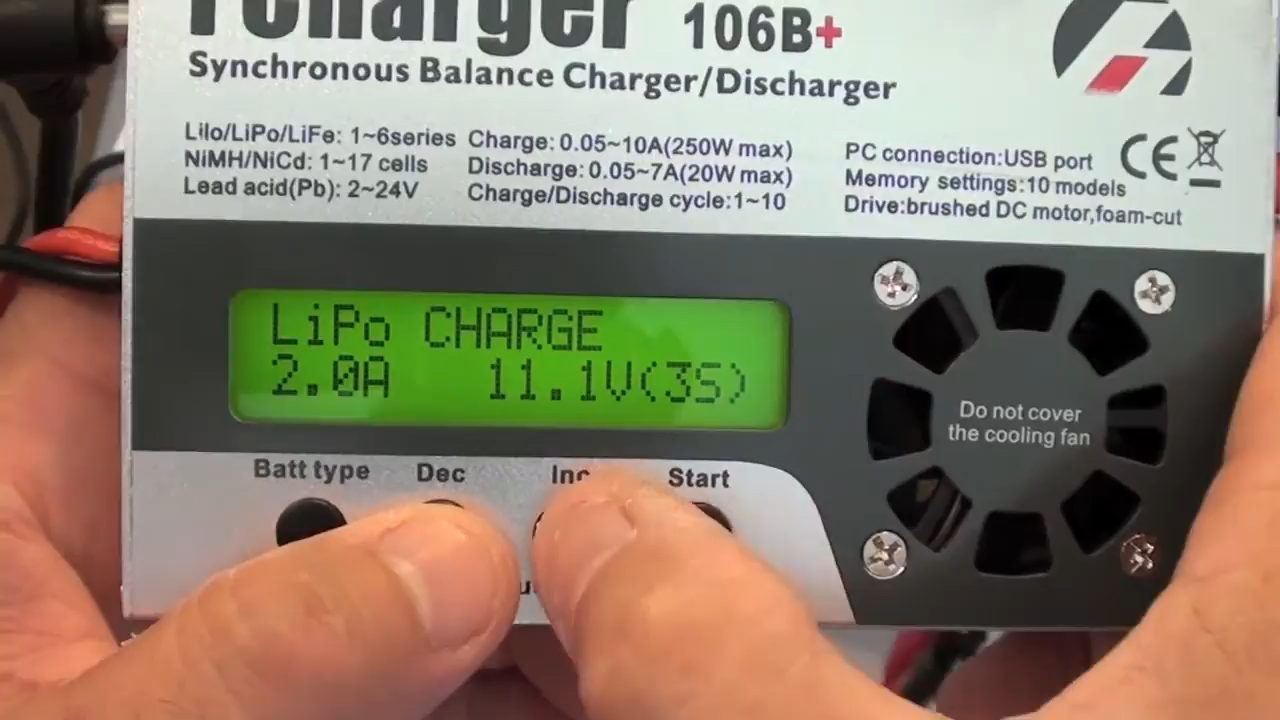 106B+
Synchronous Balance Charger/Discharger
LiIo/LiPo/LiFe: 1~6series
NiMH/NiCd: 1~17 cells
Lead acid(Pb): 2~24V
Charge: 0.05~10A(250W max)
Discharge: 0.05~7A(20W max)
Charge/Discharge cycle:1~10
PC connection:USB port
Memory settings:10 models
Drive:brushed DC motor,foam-cut
CE
LiPo CHARGE
2.0A 11.1V(3S)
Do not cover
the cooling fan
Batt type Dec Inc Start